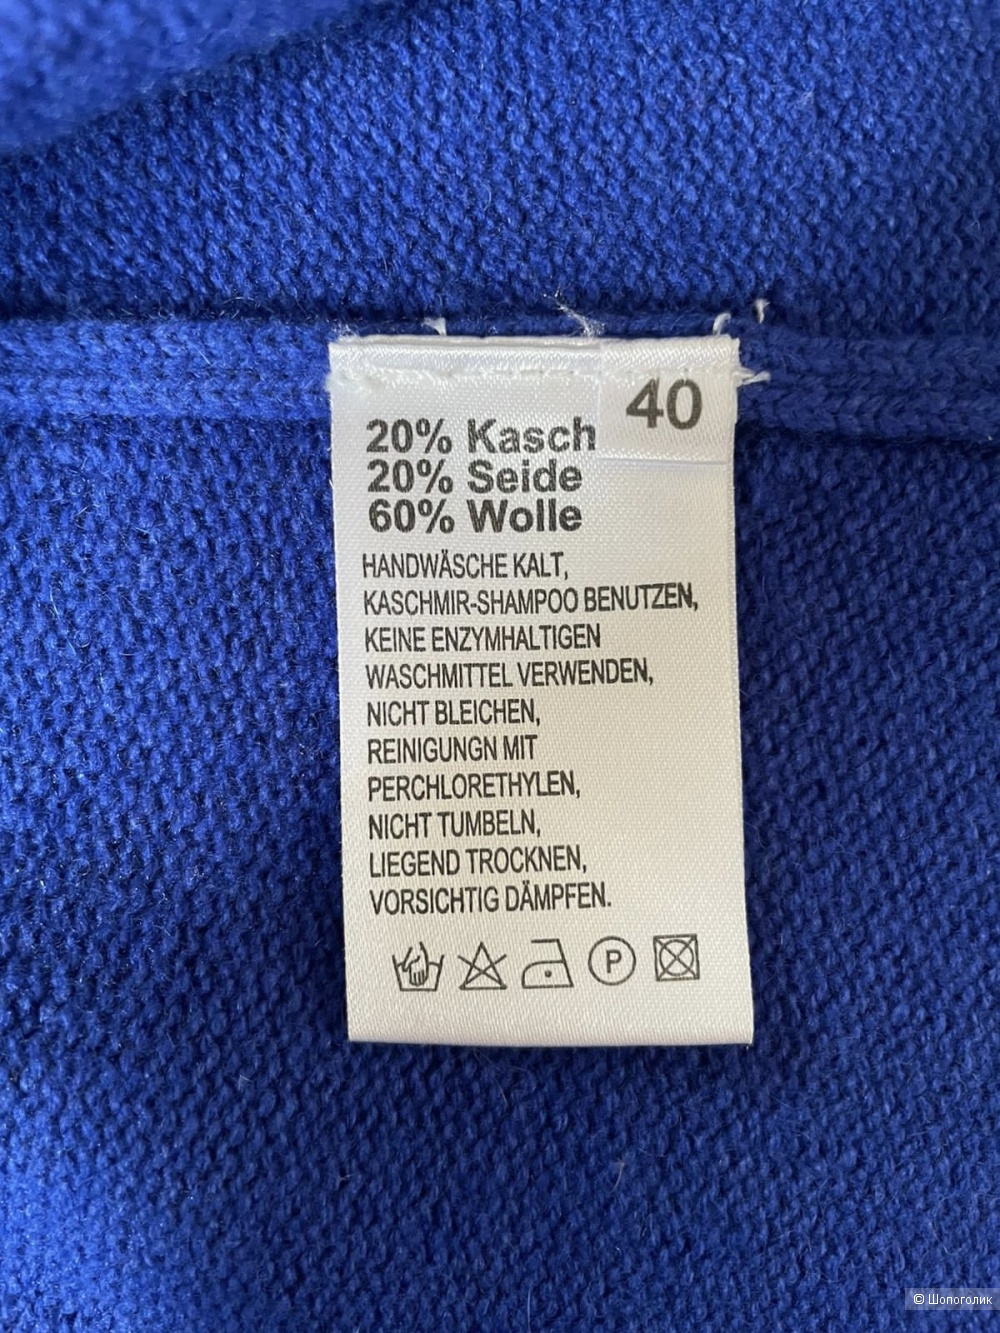 40
20% Kasch
20% Seide
60% Wolle
HANDWÄSCHE KALT,
KASCHMIR-SHAMPOO BENUTZEN,
KEINE ENZYMHALTIGEN
WASCHMITTEL VERWENDEN,
NICHT BLEICHEN,
REINIGUNGN MIT
PERCHLORETHYLEN,
NICHT TUMBELN,
LIEGEND TROCKNEN,
VORSICHTIG DÄMPFEN.
P
© Шопоголик